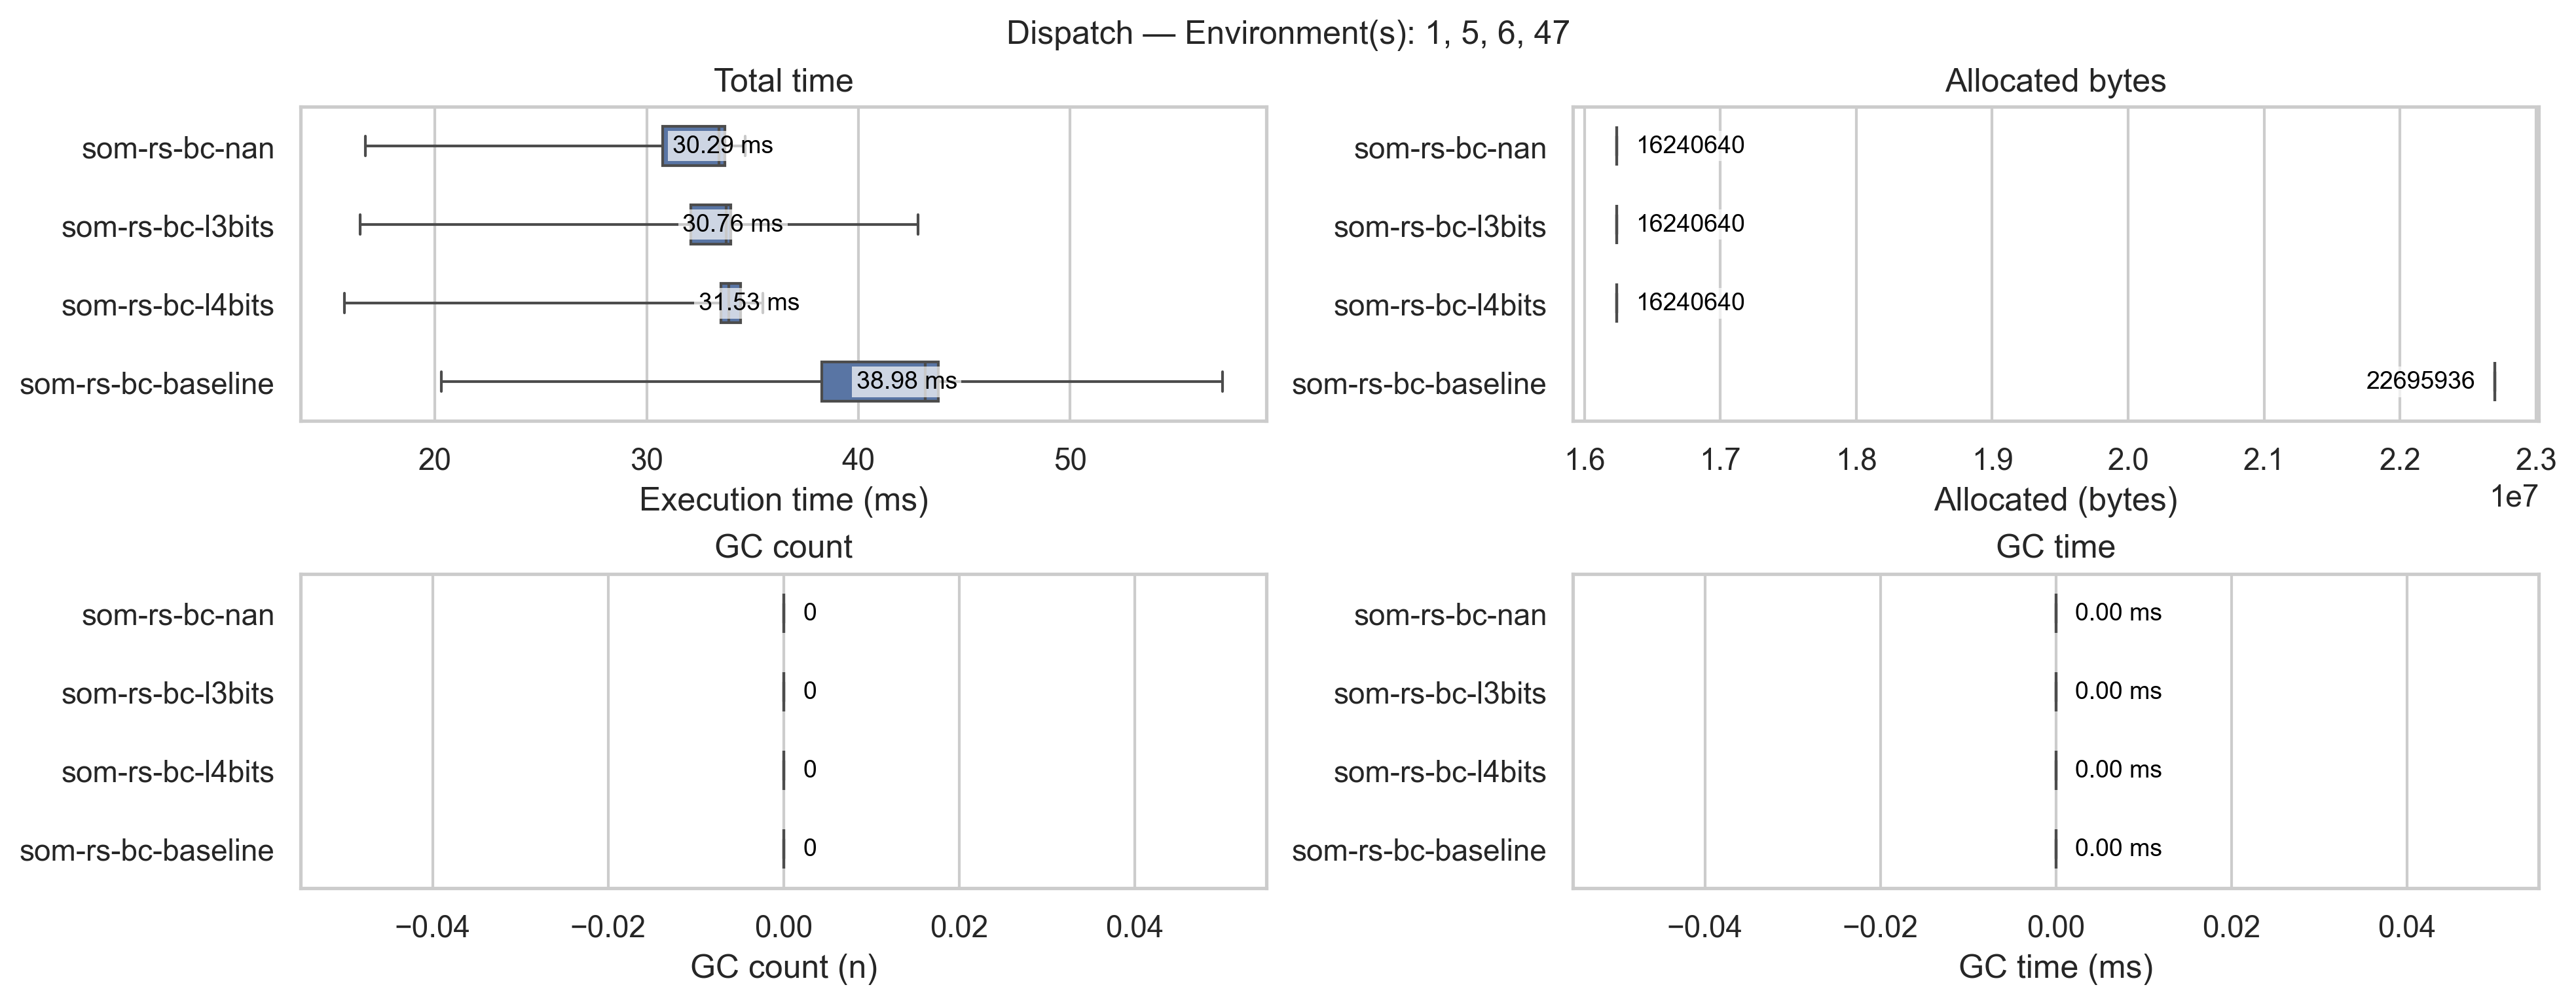 Dispatch — Environment(s): 1, 5, 6, 47
Total time
som-rs-bc-nan
30.29 ms
som-rs-bc-l3bits
30.76 ms
som-rs-bc-l4bits
31.53 ms
som-rs-bc-baseline
38.98 ms
20 30 40 50
Execution time (ms)
Allocated bytes
som-rs-bc-nan
16240640
som-rs-bc-l3bits
16240640
som-rs-bc-l4bits
16240640
som-rs-bc-baseline
22695936
1.6 1.7 1.8 1.9 2.0 2.1 2.2 2.3
1e7
Allocated (bytes)
GC count
som-rs-bc-nan
0
som-rs-bc-l3bits
0
som-rs-bc-l4bits
0
som-rs-bc-baseline
0
−0.04 −0.02 0.00 0.02 0.04
GC count (n)
GC time
som-rs-bc-nan
0.00 ms
som-rs-bc-l3bits
0.00 ms
som-rs-bc-l4bits
0.00 ms
som-rs-bc-baseline
0.00 ms
−0.04 −0.02 0.00 0.02 0.04
GC time (ms)